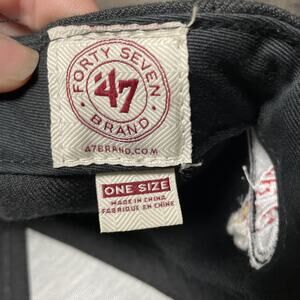 FORTY SEVEN
'47
BRAND
47BRAND.COM
ONE SIZE
MADE IN CHINA
FABRIQUÉ EN CHINE